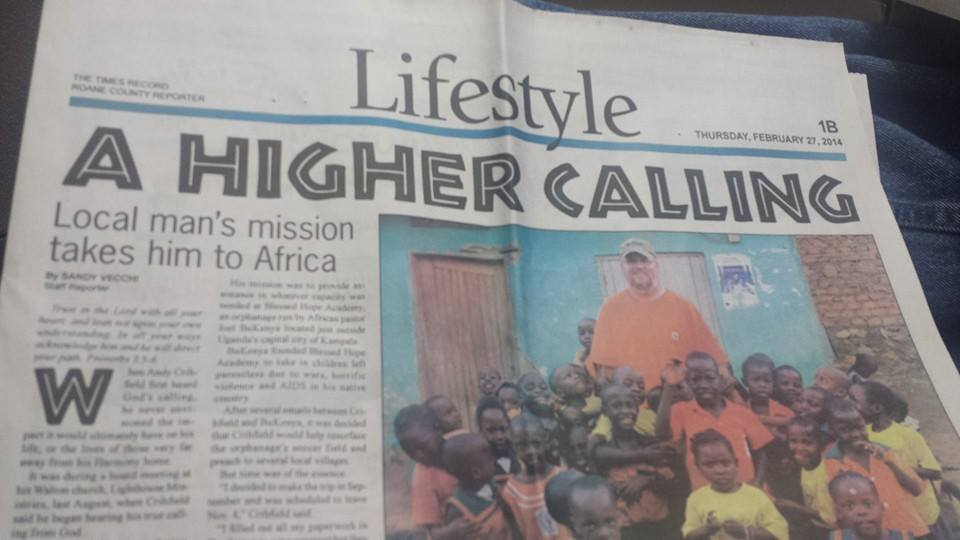 THE TIMES RECORD
ROANE COUNTY REPORTER
Lifestyle
1B
THURSDAY, FEBRUARY 27, 2014
A HIGHER CALLING
Local man's mission
takes him to Africa
By SANDY VECCHI
Staff Reporter
Trust in the Lord with all your
heart, and lean not upon your own
understanding. In all your ways
acknowledge him and he will direct
your path. Proverbs 3:5-6
When Andy Crih-
field first heard
God's calling,
he never
the im-
pact it would ultimately have on his
life, or the lives of those very far
away from his Harmony home.
It was during a board meeting at
his Walton church, Lighthouse Min-
istries, last August, when Crihfield
said he began hearing his true call-
ing from God.
His mission was to provide as-
sistance in whatever capacity was
needed at Blessed Hope Academy,
an orphanage run by African pastor
Joel BuKenya located just outside
Uganda's capital city of Kampala.
BuKenya founded Blessed Hope
Academy to take in children left
parentless due to wars, horrific
violence and AIDS in his native
country.
After several emails between Cri-
hfield and BuKenya, it was decided
that Crihfield would help resurface
the orphanage's soccer field and
preach to several local villages.
But time was of the essence.
"I decided to make the trip in Sep-
tember and was scheduled to leave
Nov. 4," Crihfield said.
"I filled out all my paperwork in